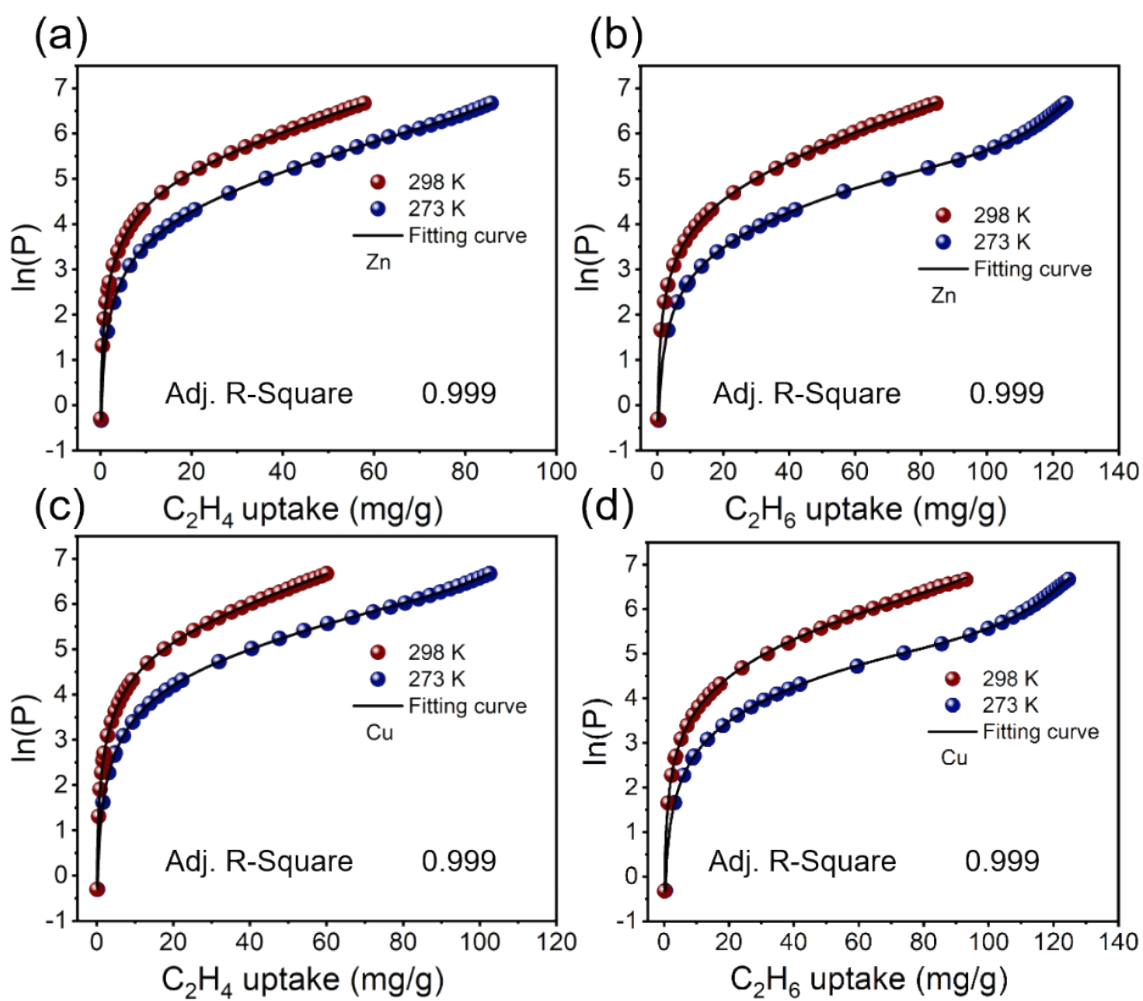 (a)
7
6
5
4
3
2
1
0
-1
ln(P)
298 K
273 K
Fitting curve
Zn
Adj. R-Square 0.999
0 20 40 60 80 100
C₂H₄ uptake (mg/g)
(b)
7
6
5
4
3
2
1
0
-1
ln(P)
298 K
273 K
Fitting curve
Zn
Adj. R-Square 0.999
0 20 40 60 80 100 120 140
C₂H₆ uptake (mg/g)
(c)
7
6
5
4
3
2
1
0
-1
ln(P)
298 K
273 K
Fitting curve
Cu
Adj. R-Square 0.999
0 20 40 60 80 100 120
C₂H₄ uptake (mg/g)
(d)
7
6
5
4
3
2
1
0
-1
ln(P)
298 K
273 K
Fitting curve
Cu
Adj. R-Square 0.999
0 20 40 60 80 100 120 140
C₂H₆ uptake (mg/g)